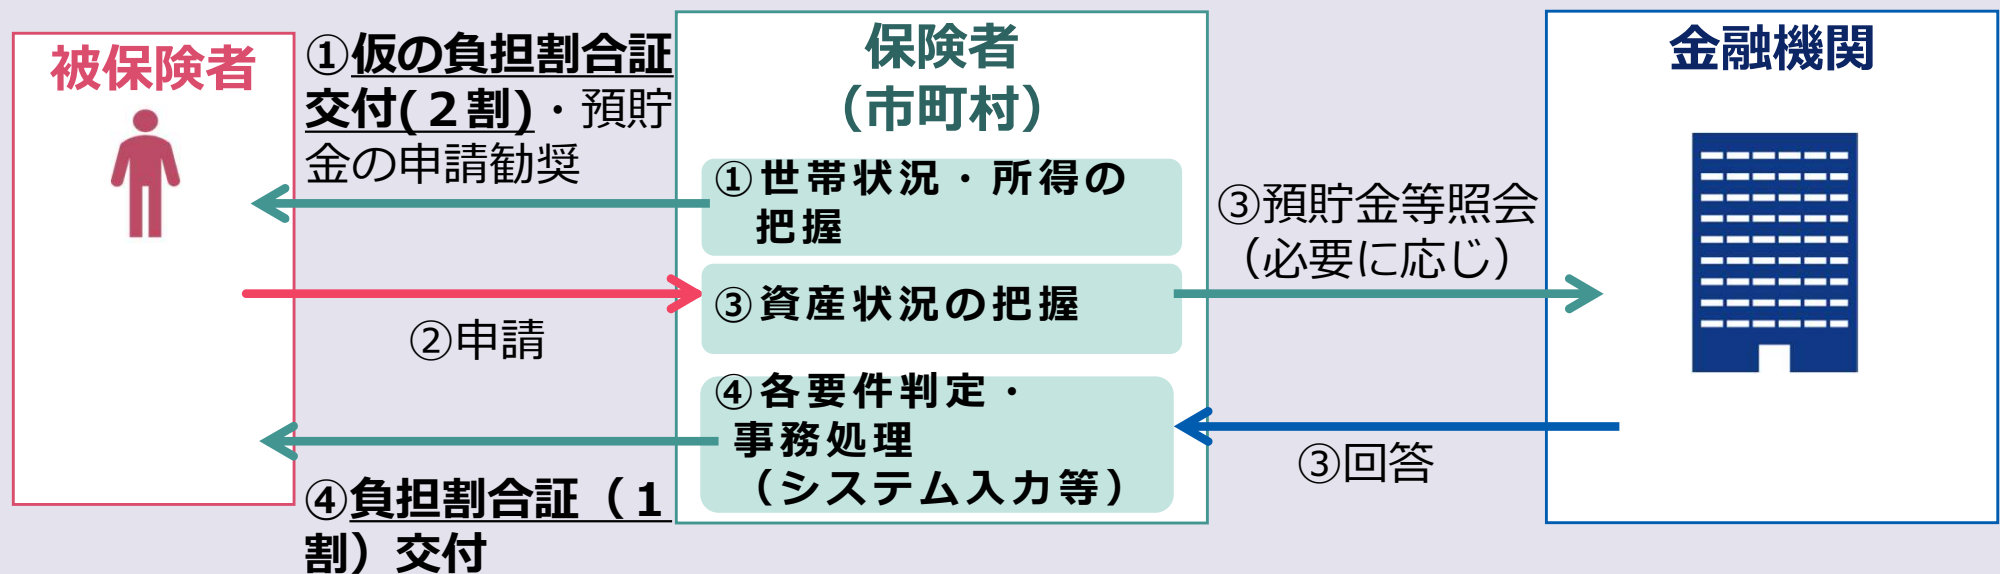 被保険者
①仮の負担割合証
交付(２割)・預貯
金の申請勧奨
②申請
④負担割合証（１
割）交付
保険者
（市町村）
①世帯状況・所得の
把握
③資産状況の把握
④各要件判定・
事務処理
（システム入力等）
③預貯金等照会
（必要に応じ）
③回答
金融機関